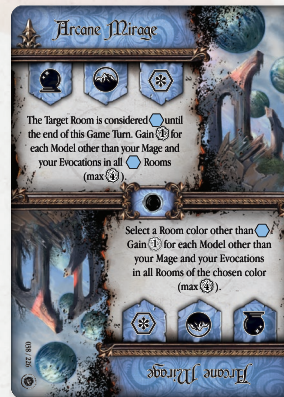 Arcane Mirage
The Target Room is considered until
the end of this Game Turn. Gain 1 for
each Model other than your Mage and
your Evocations in all Rooms
(max 4).
Select a Room color other than .
Gain 1 for each Model other than
your Mage and your Evocations
in all Rooms of the chosen color
(max 4).
038 / 226
Arcane Mirage